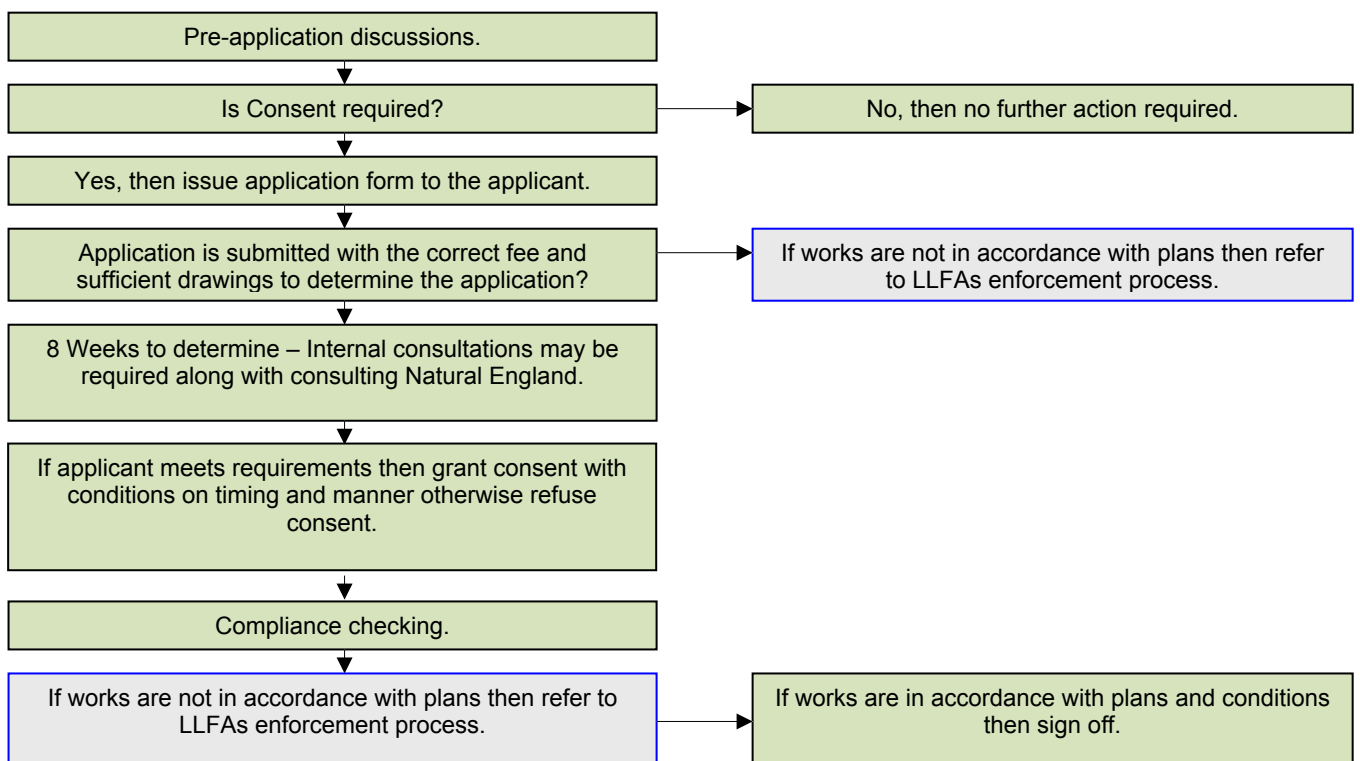 Pre-application discussions.
Is Consent required?
No, then no further action required.
Yes, then issue application form to the applicant.
Application is submitted with the correct fee and
sufficient drawings to determine the application?
If works are not in accordance with plans then refer
to LLFAs enforcement process.
8 Weeks to determine – Internal consultations may be
required along with consulting Natural England.
If applicant meets requirements then grant consent with
conditions on timing and manner otherwise refuse
consent.
Compliance checking.
If works are not in accordance with plans then refer to
LLFAs enforcement process.
If works are in accordance with plans and conditions
then sign off.